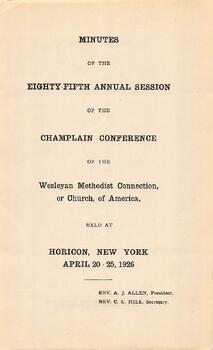 MINUTES
OF THE
EIGHTY-FIFTH ANNUAL SESSION
OF THE
CHAMPLAIN CONFERENCE
OF THE
Wesleyan Methodist Connection,
or Church, of America,
HELD AT
HORICON, NEW YORK
APRIL 20-25, 1926
REV. A. J. ALLEN, President.
REV. C. L. HILL, Secretary.